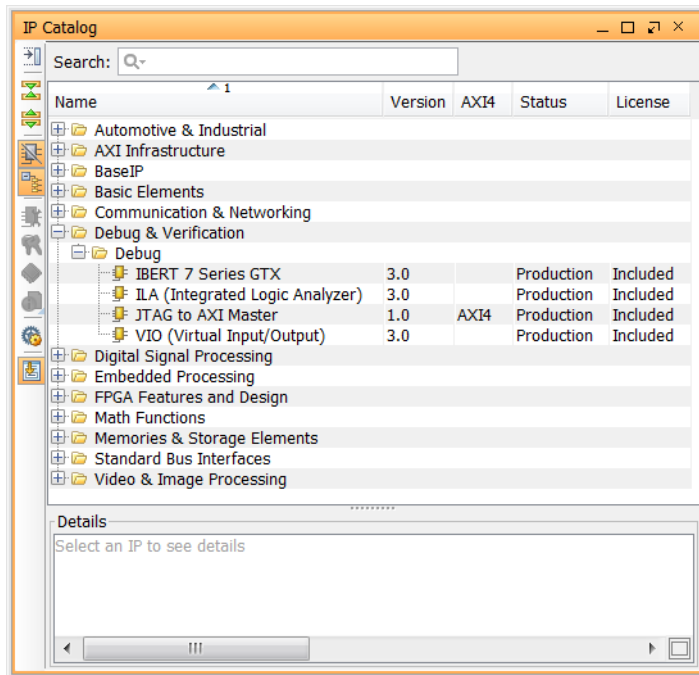 IP Catalog
Search:
Name 1 Version AXI4 Status License
Automotive & Industrial
AXI Infrastructure
BaseIP
Basic Elements
Communication & Networking
Debug & Verification
Debug
IBERT 7 Series GTX 3.0 Production Included
ILA (Integrated Logic Analyzer) 3.0 Production Included
JTAG to AXI Master 1.0 AXI4 Production Included
VIO (Virtual Input/Output) 3.0 Production Included
Digital Signal Processing
Embedded Processing
FPGA Features and Design
Math Functions
Memories & Storage Elements
Standard Bus Interfaces
Video & Image Processing
Details
Select an IP to see details